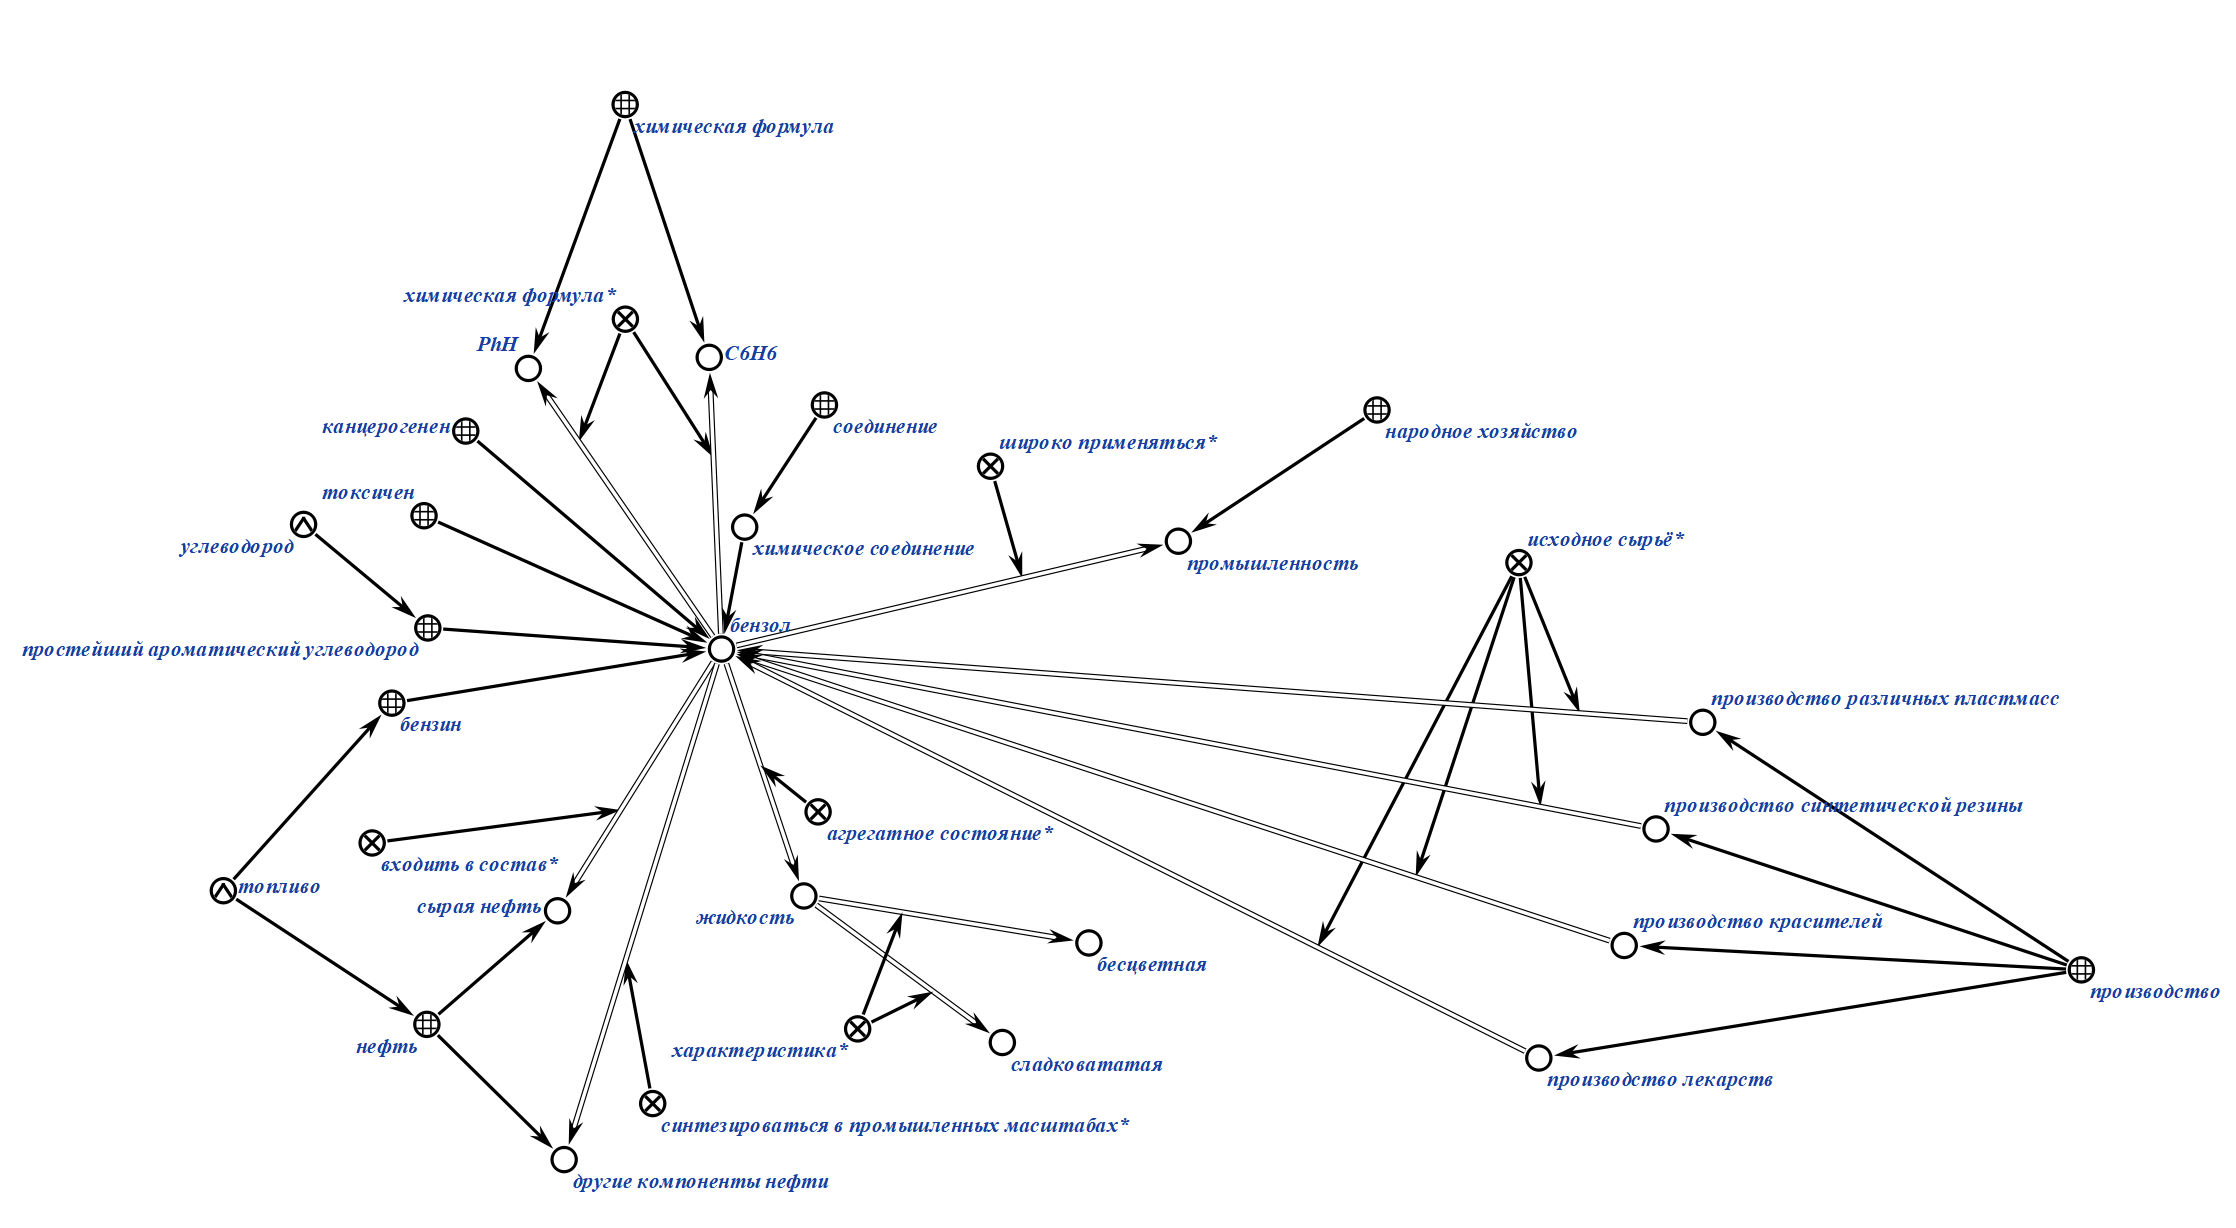 химическая формула
химическая формула*
PhH
C6H6
канцерогенен
соединение
широко применяться*
народное хозяйство
токсичен
углеводород
химическое соединение
промышленность
исходное сырьё*
бензол
простейший ароматический углеводород
бензин
производство различных пластмасс
производство синтетической резины
агрегатное состояние*
входить в состав*
топливо
сырая нефть
жидкость
производство красителей
бесцветная
производство
нефть
характеристика*
сладковатая
производство лекарств
синтезироваться в промышленных масштабах*
другие компоненты нефти